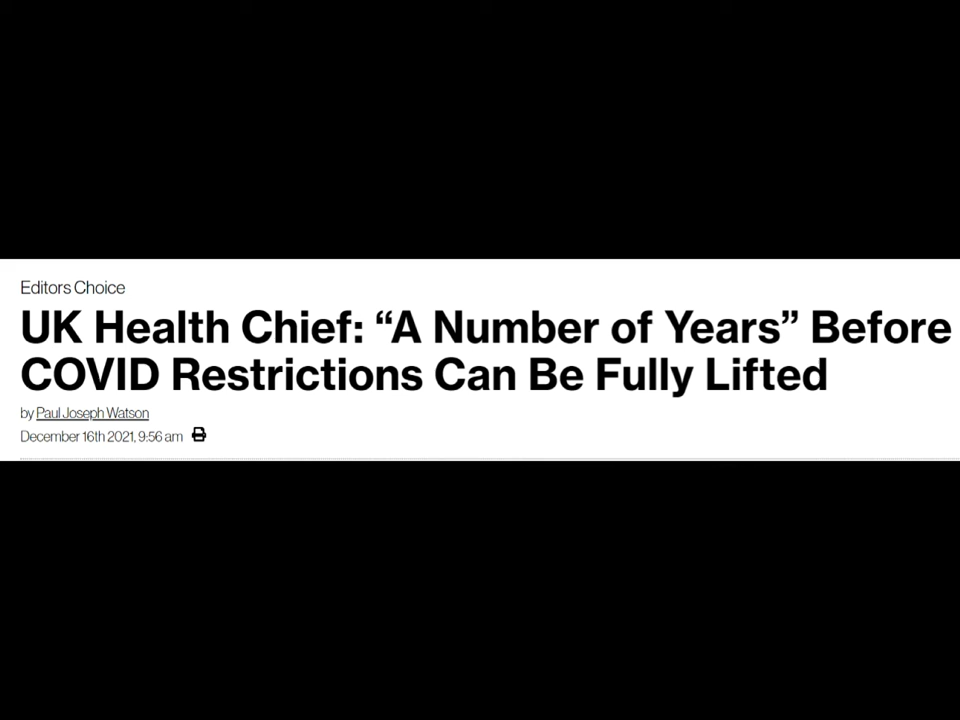 Editors Choice
UK Health Chief: “A Number of Years” Before
COVID Restrictions Can Be Fully Lifted
by Paul Joseph Watson
December 16th 2021, 9:56 am